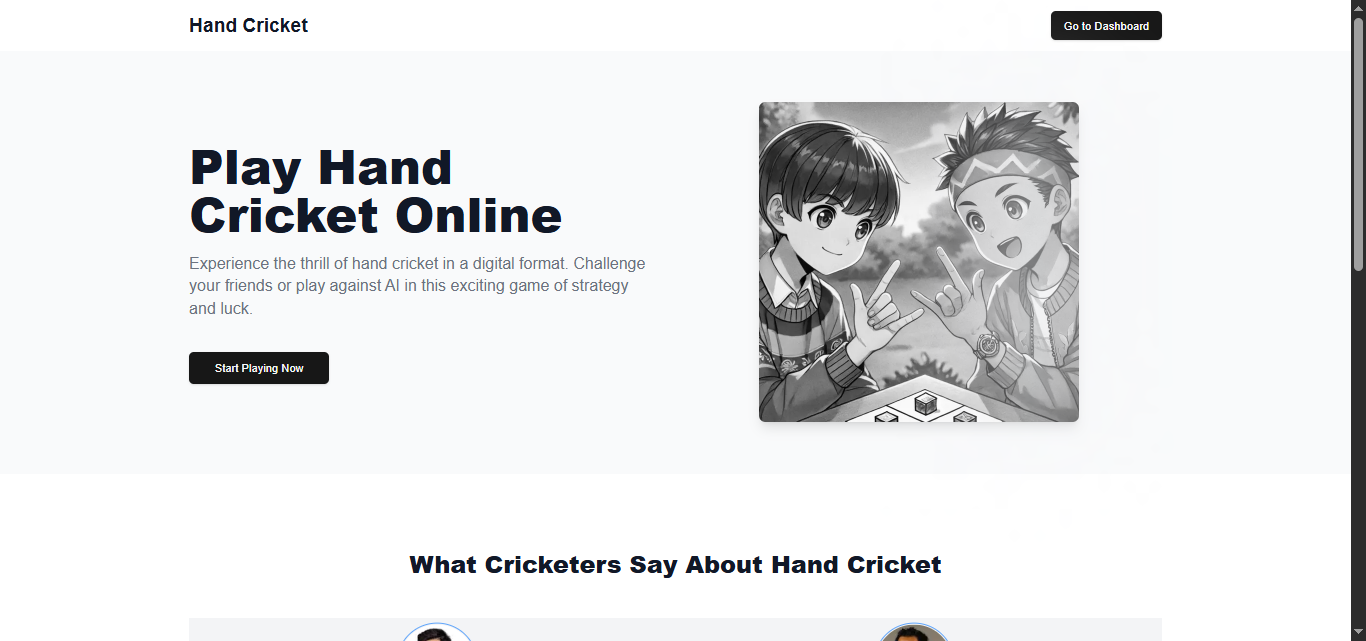 Hand Cricket
Go to Dashboard
Play Hand
Cricket Online
Experience the thrill of hand cricket in a digital format. Challenge
your friends or play against AI in this exciting game of strategy
and luck.
Start Playing Now
What Cricketers Say About Hand Cricket